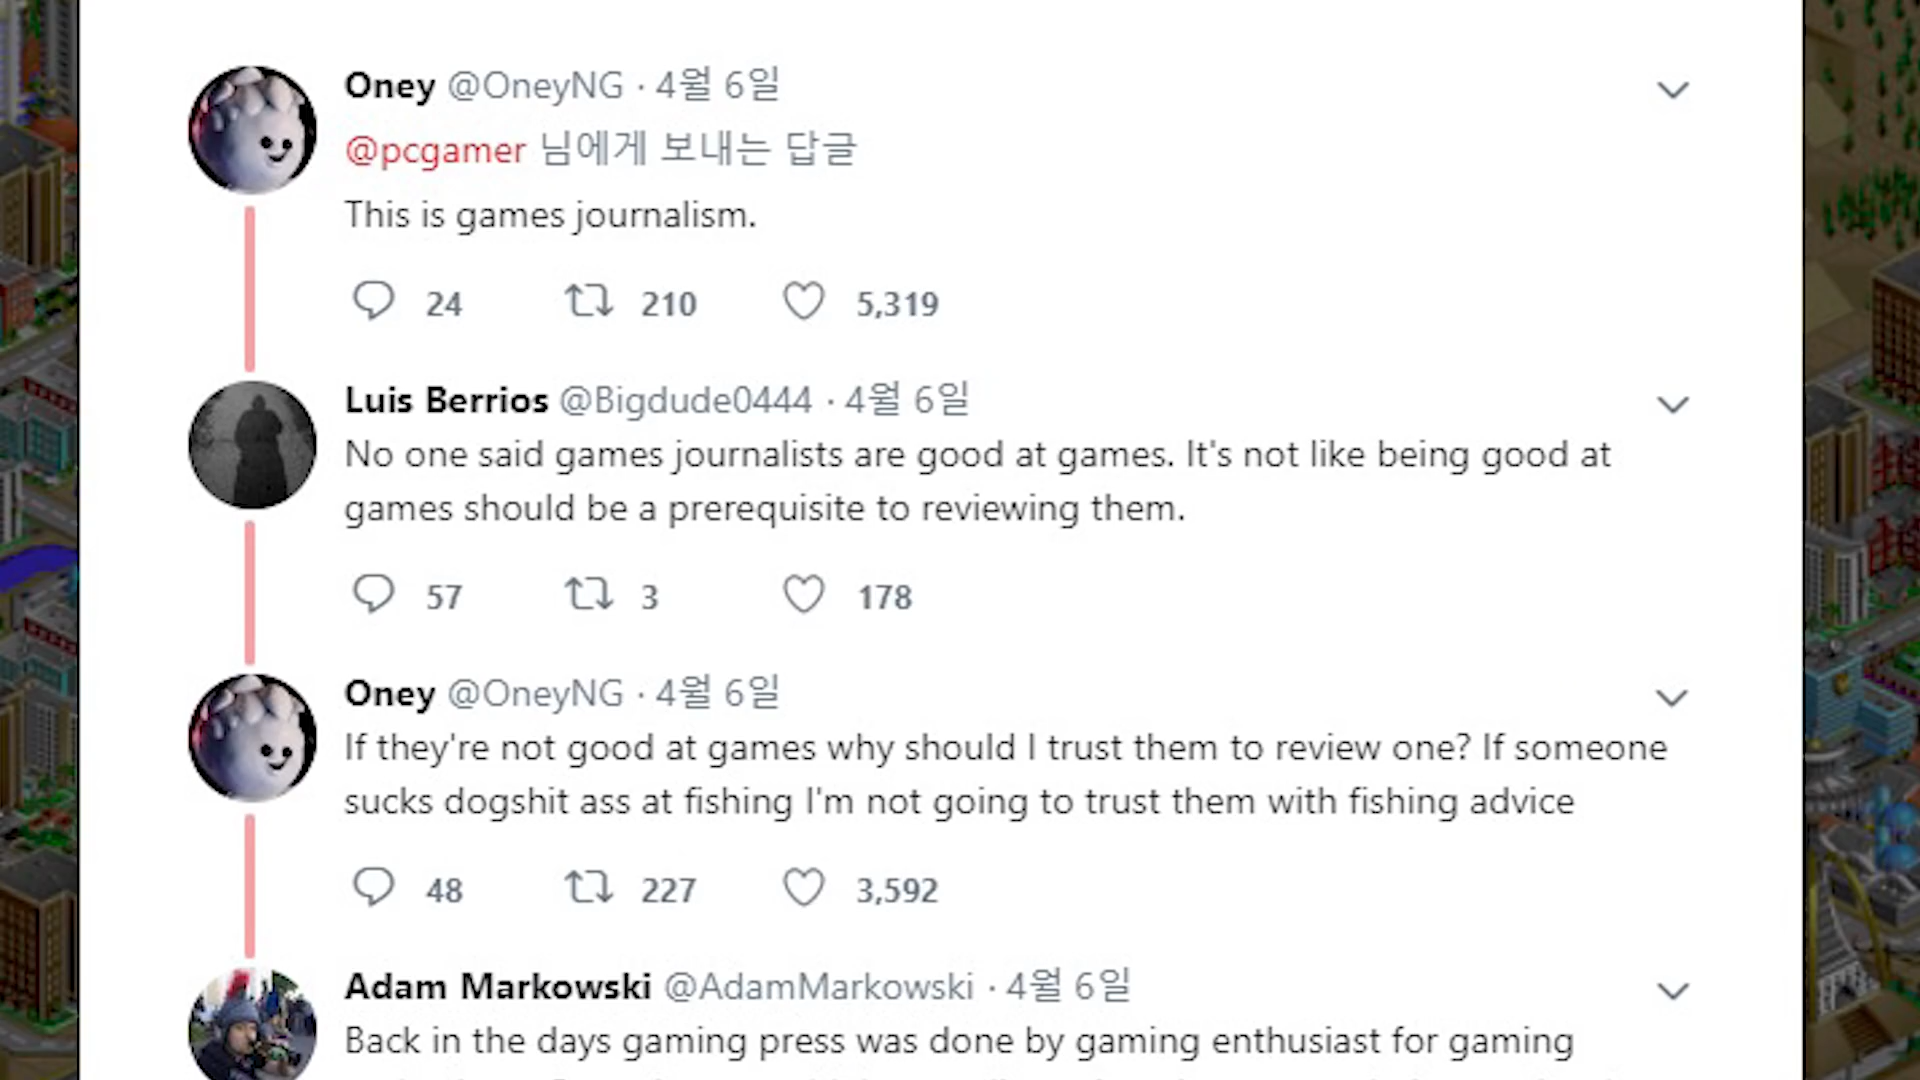 Oney @OneyNG · 4월 6일
@pcgamer 님에게 보내는 답글
This is games journalism.
24 210 5,319
Luis Berrios @Bigdude0444 · 4월 6일
No one said games journalists are good at games. It's not like being good at
games should be a prerequisite to reviewing them.
57 3 178
Oney @OneyNG · 4월 6일
If they're not good at games why should I trust them to review one? If someone
sucks dogshit ass at fishing I'm not going to trust them with fishing advice
48 227 3,592
Adam Markowski @AdamMarkowski · 4월 6일
Back in the days gaming press was done by gaming enthusiast for gaming